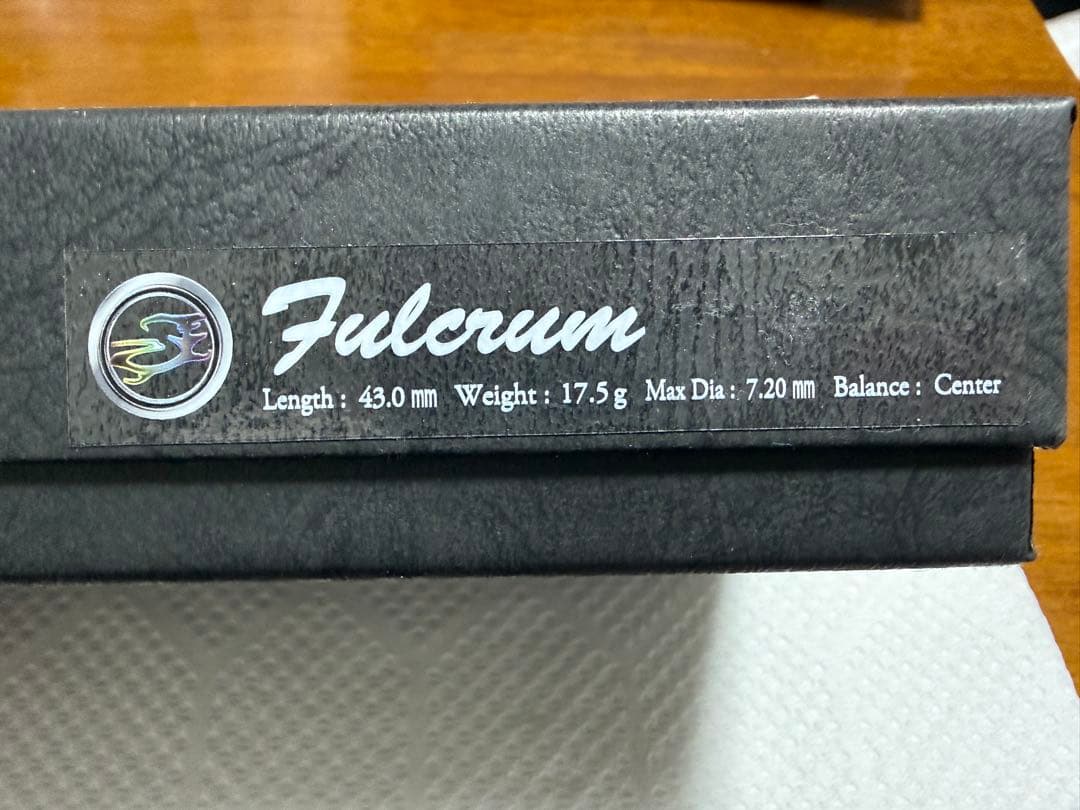 Fulcrum
Length : 43.0 ㎜ Weight : 17.5 g Max Dia : 7.20 ㎜ Balance : Center